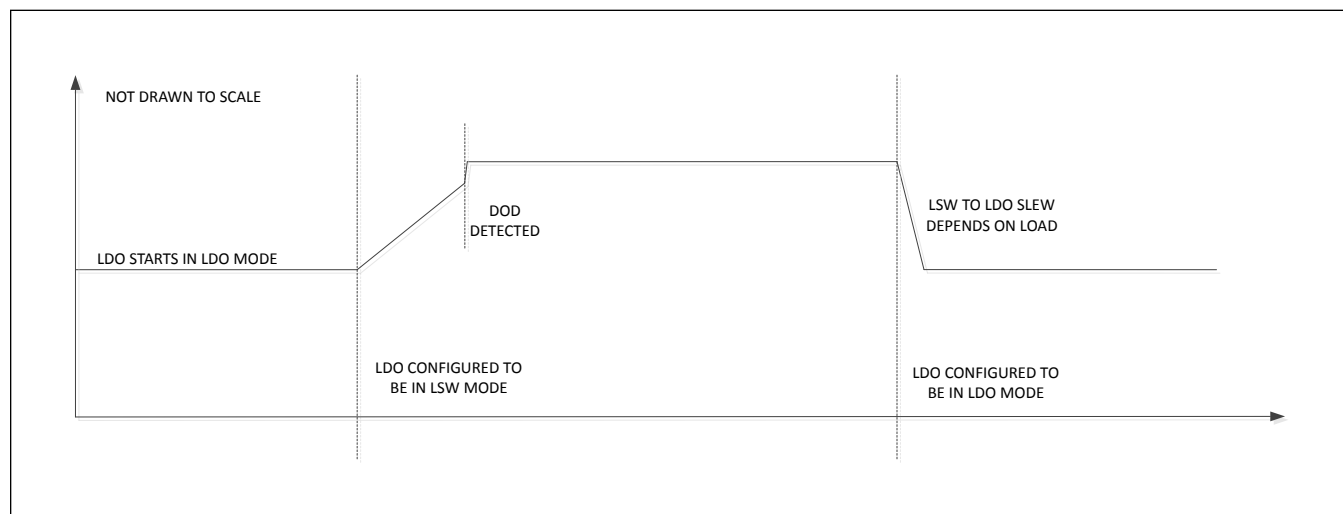 NOT DRAWN TO SCALE
DOD
DETECTED
LSW TO LDO SLEW
DEPENDS ON LOAD
LDO STARTS IN LDO MODE
LDO CONFIGURED TO
BE IN LSW MODE
LDO CONFIGURED TO
BE IN LDO MODE